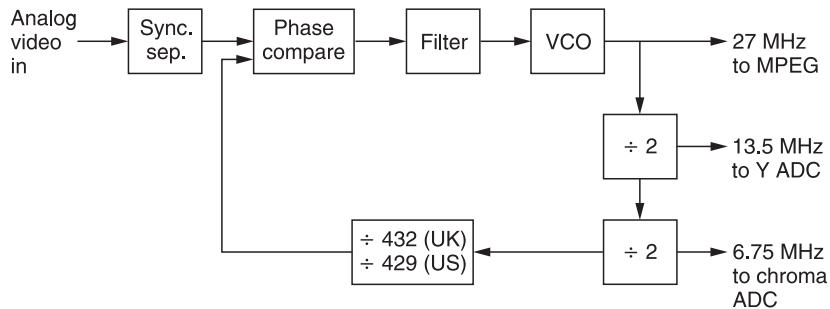 Analog
video
in
Sync.
sep.
Phase
compare
Filter
VCO
27 MHz
to MPEG
÷ 2
13.5 MHz
to Y ADC
÷ 432 (UK)
÷ 429 (US)
÷ 2
6.75 MHz
to chroma
ADC